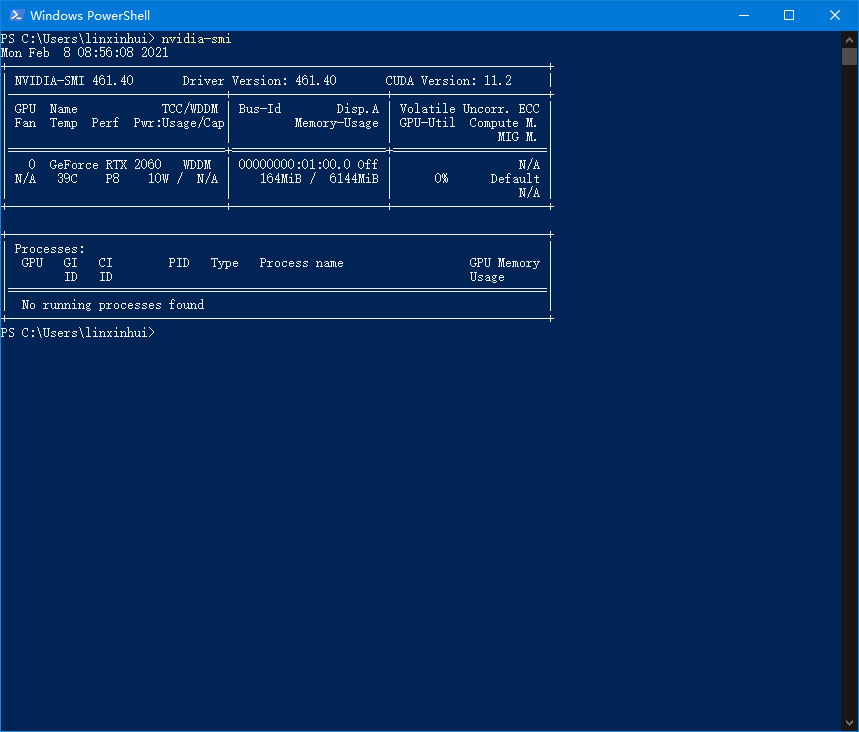 Windows PowerShell
PS C:\Users\linxinhui> nvidia-smi
Mon Feb  8 08:56:08 2021
NVIDIA-SMI 461.40       Driver Version: 461.40       CUDA Version: 11.2
GPU  Name            TCC/WDDM | Bus-Id        Disp.A | Volatile Uncorr. ECC
Fan  Temp  Perf  Pwr:Usage/Cap|         Memory-Usage | GPU-Util  Compute M.
MIG M.
0  GeForce RTX 2060   WDDM  | 00000000:01:00.0 Off |                  N/A
N/A   39C    P8    10W /  N/A |    164MiB /  6144MiB |      0%      Default
N/A
Processes:
GPU   GI   CI        PID   Type   Process name                  GPU Memory
ID   ID                                                   Usage
No running processes found
PS C:\Users\linxinhui>